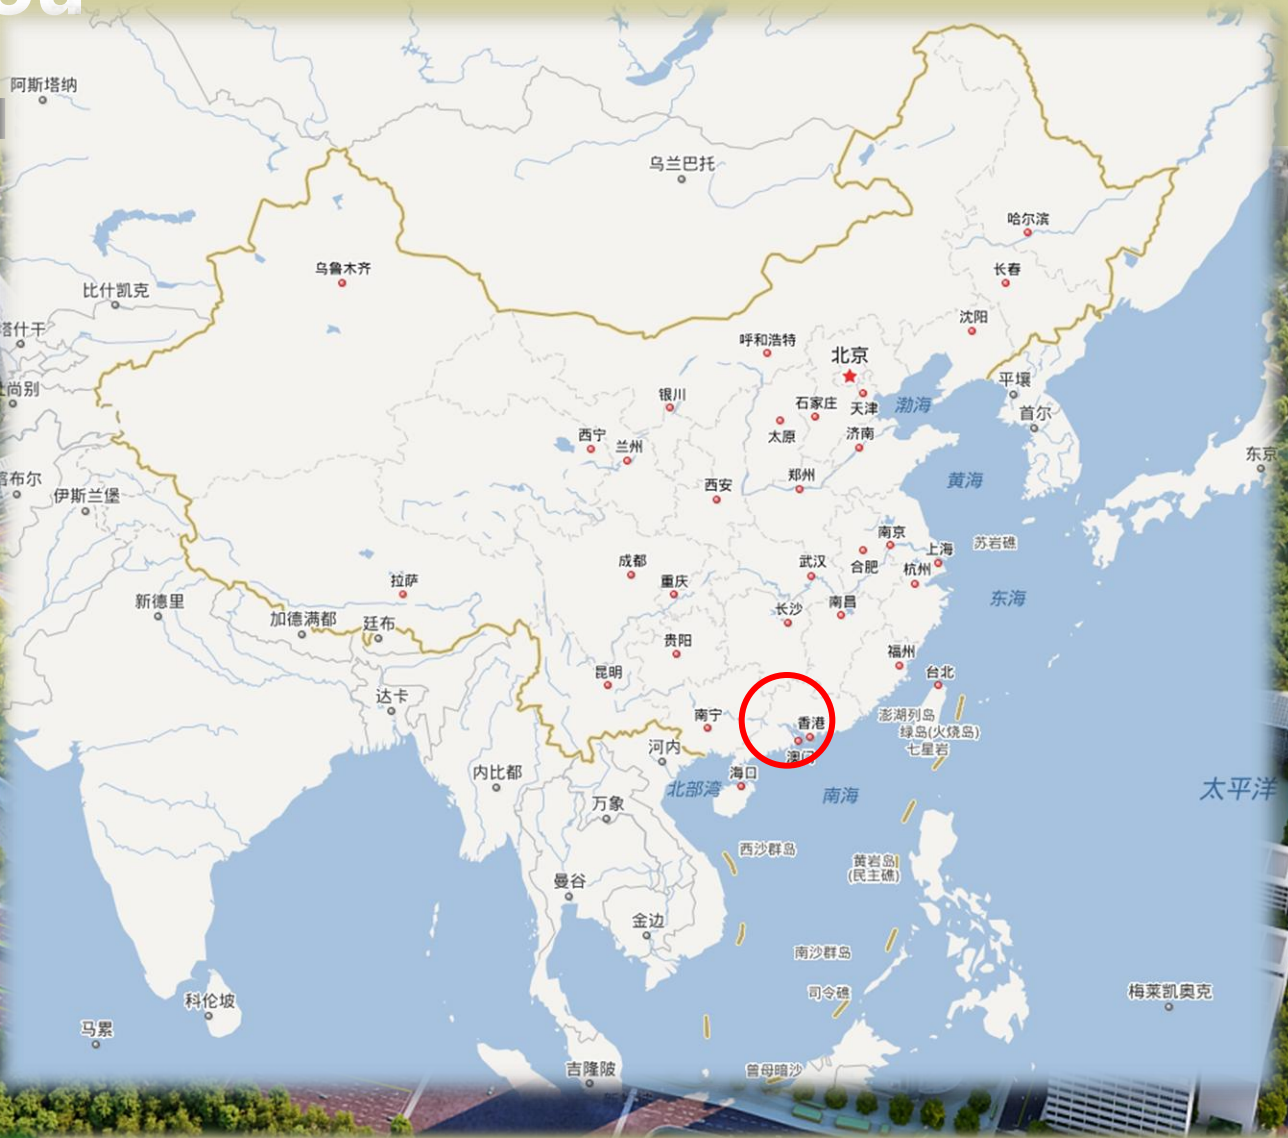 阿斯塔纳
乌兰巴托
哈尔滨
乌鲁木齐
长春
比什凯克
沈阳
塔什干
呼和浩特
北京
平壤
杜尚别
银川
石家庄
天津
渤海
首尔
太原
济南
西宁
兰州
东京
喀布尔
伊斯兰堡
西安
郑州
黄海
南京
苏岩礁
上海
成都
武汉
合肥
杭州
拉萨
重庆
新德里
长沙
南昌
东海
加德满都
廷布
贵阳
福州
昆明
台北
达卡
南宁
香港
澎湖列岛
绿岛(火烧岛)
七星岩
河内
澳门
内比都
海口
北部湾
南海
太平洋
万象
西沙群岛
黄岩岛
(民主礁)
曼谷
金边
南沙群岛
司令礁
梅莱凯奥克
科伦坡
马累
吉隆陂
曾母暗沙